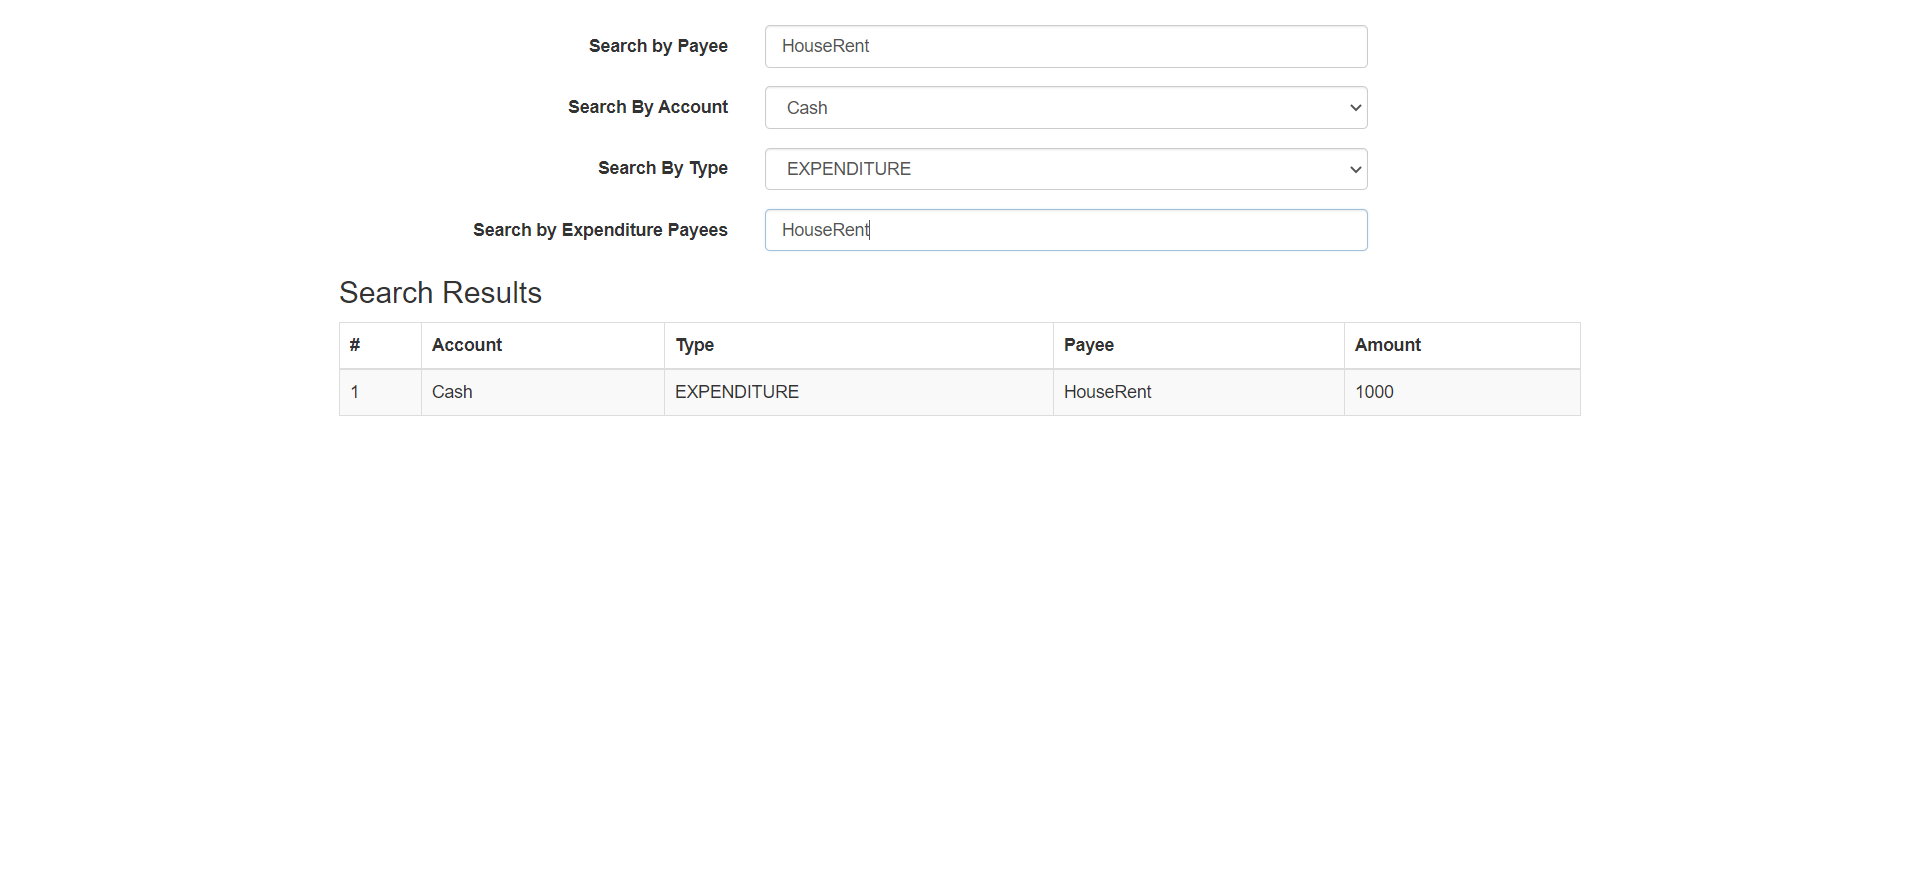 Search by Payee HouseRent
Search By Account Cash
Search By Type EXPENDITURE
Search by Expenditure Payees HouseRent
Search Results
# Account Type Payee Amount
1 Cash EXPENDITURE HouseRent 1000